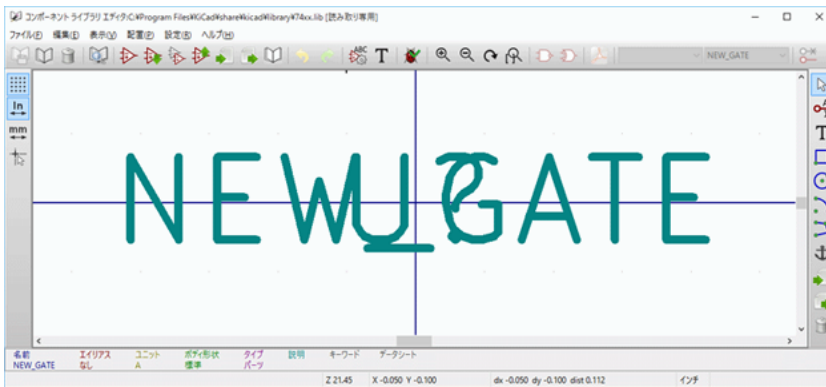 コンポーネント ライブラリ エディタ:C:¥Program Files¥KiCad¥share¥kicad¥library¥74xx.lib [読み取り専用]
ファイル(F) 編集(E) 表示(V) 配置(P) 設定(R) ヘルプ(H)
NEW_GATE
In
mm
NEW_GATE
U?
名前 エイリアス ユニット ボディ形状 タイプ 説明 キーワード データシート
NEW_GATE なし A 標準 パーツ
Z 21.45 X -0.050 Y -0.100 dx -0.050 dy -0.100 dist 0.112 インチ